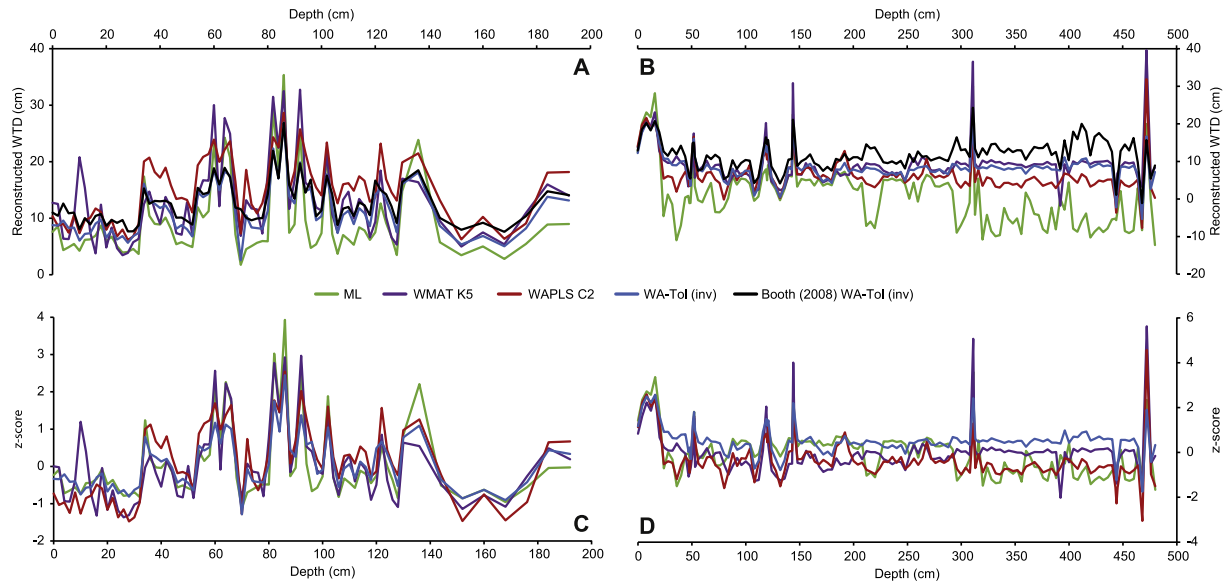 Depth (cm)
0 20 40 60 80 100 120 140 160 180 200
40
30
20
10
0
Reconstructed WTD (cm)
A
Depth (cm)
0 50 100 150 200 250 300 350 400 450 500
40
30
20
10
0
-10
-20
Reconstructed WTD (cm)
B
ML
WMAT K5
WAPLS C2
WA-Tol (inv)
Booth (2008) WA-Tol (inv)
4
3
2
1
0
-1
-2
z-score
C
0 20 40 60 80 100 120 140 160 180 200
Depth (cm)
6
4
2
0
-2
-4
z-score
D
0 50 100 150 200 250 300 350 400 450 500
Depth (cm)